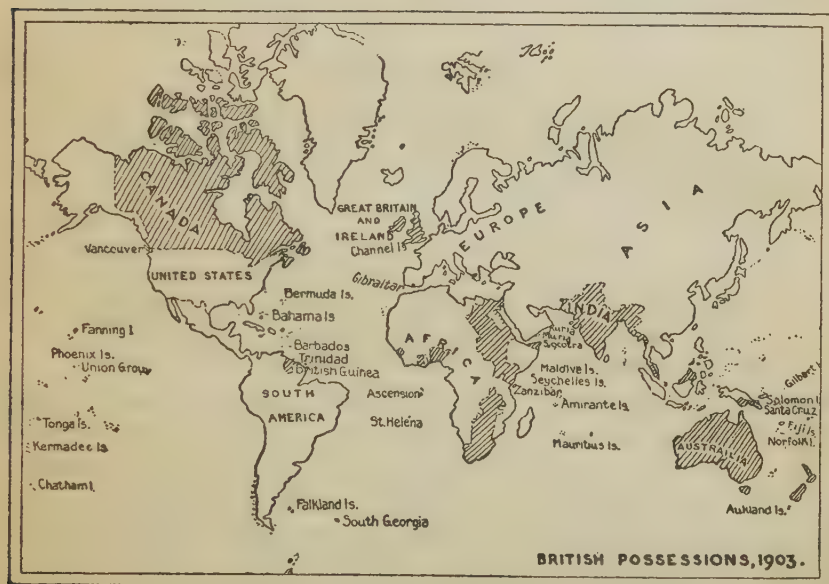 CANADA
GREAT BRITAIN
AND
IRELAND
Channel Is
EUROPE
ASIA
Vancouver
UNITED STATES
Gibraltar
Bermuda Is.
Bahama Is
INDIA
AFRICA
Kuria
Muria
Socotra
Fanning I.
Phoenix Is.
Union Group
Barbados
Trinidad
British Guinea
Maldive Is.
Seychelles Is.
Zanzibar
Gilbert I.
SOUTH
AMERICA
Ascension
Amirante Is.
Solomon I.
Santa Cruz
Tonga Is.
St. Helena
Fiji Is
Kermadec Is
Mauritius Is.
Norfolk I.
AUSTRAILIA
Chatham I.
Falkland Is.
South Georgia
Aukland Is.
BRITISH POSSESSIONS, 1903.